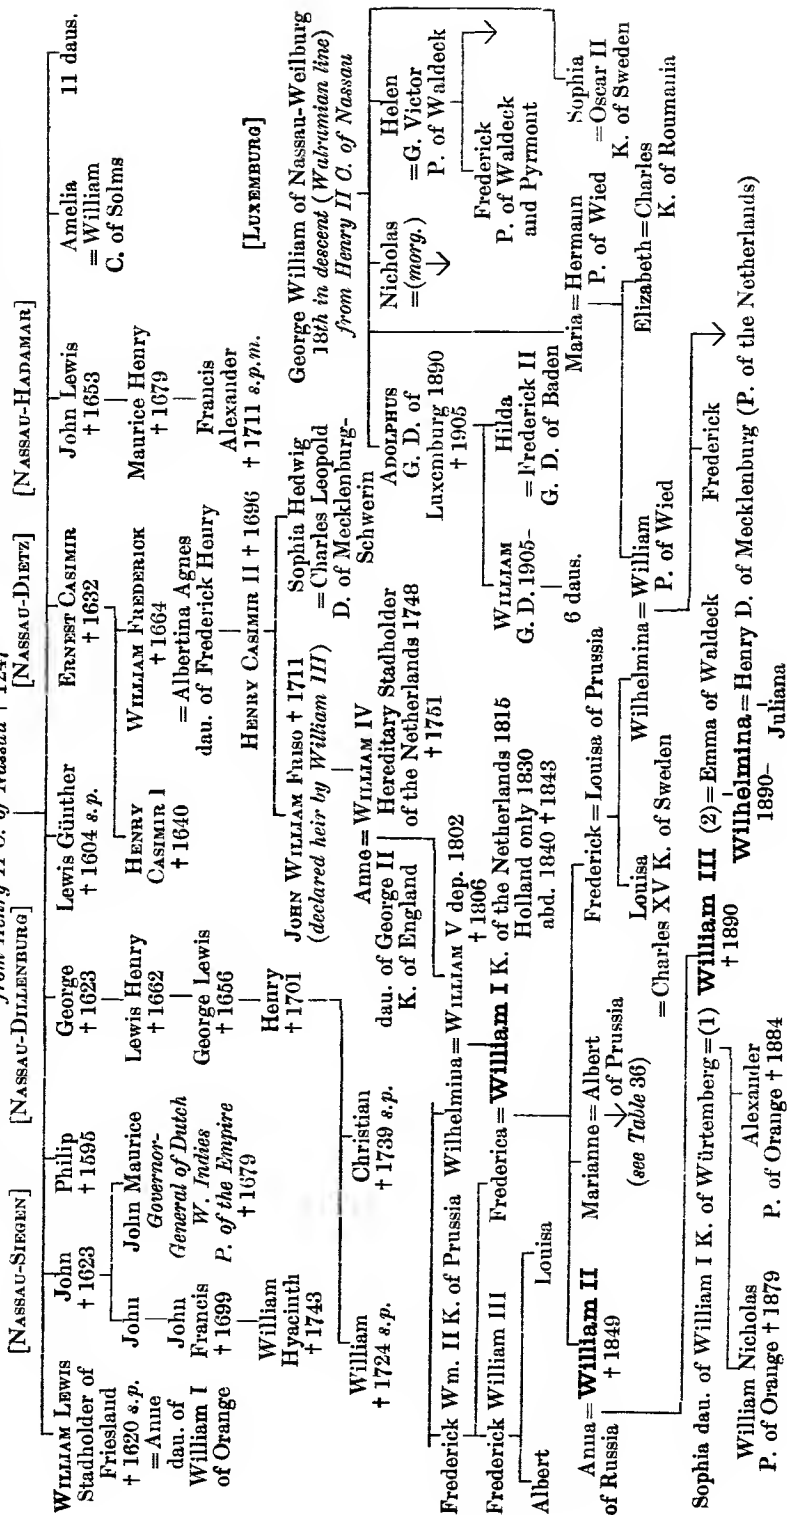 from Henry II C. of Nassau † 1247
[NASSAU-SIEGEN]
[NASSAU-DILLENBURG]
[NASSAU-DIETZ]
[NASSAU-HADAMAR]
WILLIAM LEWIS
Stadholder of
Friesland
† 1620 s.p.
=Anne
dau. of
William I
of Orange
John
† 1623
Philip
† 1595
George
† 1623
Lewis Günther
† 1604 s.p.
ERNEST CASIMIR
† 1632
John Lewis
† 1653
Amelia
=William
C. of Solms
11 daus.
John
John Maurice
Governor-
General of Dutch
W. Indies
P. of the Empire
† 1679
Lewis Henry
† 1662
HENRY
CASIMIR I
† 1640
WILLIAM FREDERICK
† 1664
=Albertina Agnes
dau. of Frederick Henry
Maurice Henry
† 1679
John
Francis
† 1699
George Lewis
† 1656
Francis
Alexander
† 1711 s.p.m.
William
Hyacinth
† 1743
Henry
† 1701
HENRY CASIMIR II † 1696
[LUXEMBURG]
William
† 1724 s.p.
Christian
† 1739 s.p.
JOHN WILLIAM FRISO † 1711
(declared heir by William III)
Sophia Hedwig
=Charles Leopold
D. of Mecklenburg-
Schwerin
George William of Nassau-Weilburg
18th in descent (Walramian line)
from Henry II C. of Nassau
Anne=WILLIAM IV
dau. of George II
K. of England
Hereditary Stadholder
of the Netherlands 1748
† 1751
ADOLPHUS
G. D. of
Luxemburg 1890
† 1905
Nicholas
=(morg.)
Helen
=G. Victor
P. of Waldeck
Frederick
P. of Waldeck
and Pyrmont
Frederick Wm. II K. of Prussia
Wilhelmina=WILLIAM V dep. 1802
† 1806
WILLIAM
G. D. 1905–
Hilda
=Frederick II
G. D. of Baden
Maria=Hermann
P. of Wied
Sophia
=Oscar II
K. of Sweden
Frederick William III
Frederica=William I K. of the Netherlands 1815
Holland only 1830
abd. 1840 † 1843
6 daus.
Albert
Louisa
Elizabeth=Charles
K. of Roumania
Anna=William II
of Russia
† 1849
Marianne=Albert
of Prussia
(see Table 36)
Frederick=Louisa of Prussia
Louisa
=Charles XV K. of Sweden
Wilhelmina=William
P. of Wied
Frederick
Sophia dau. of William I K. of Würtemberg=(1) William III (2)=Emma of Waldeck
† 1890
William Nicholas
P. of Orange † 1879
Alexander
P. of Orange † 1884
Wilhelmina=Henry D. of Mecklenburg (P. of the Netherlands)
1890–
Juliana